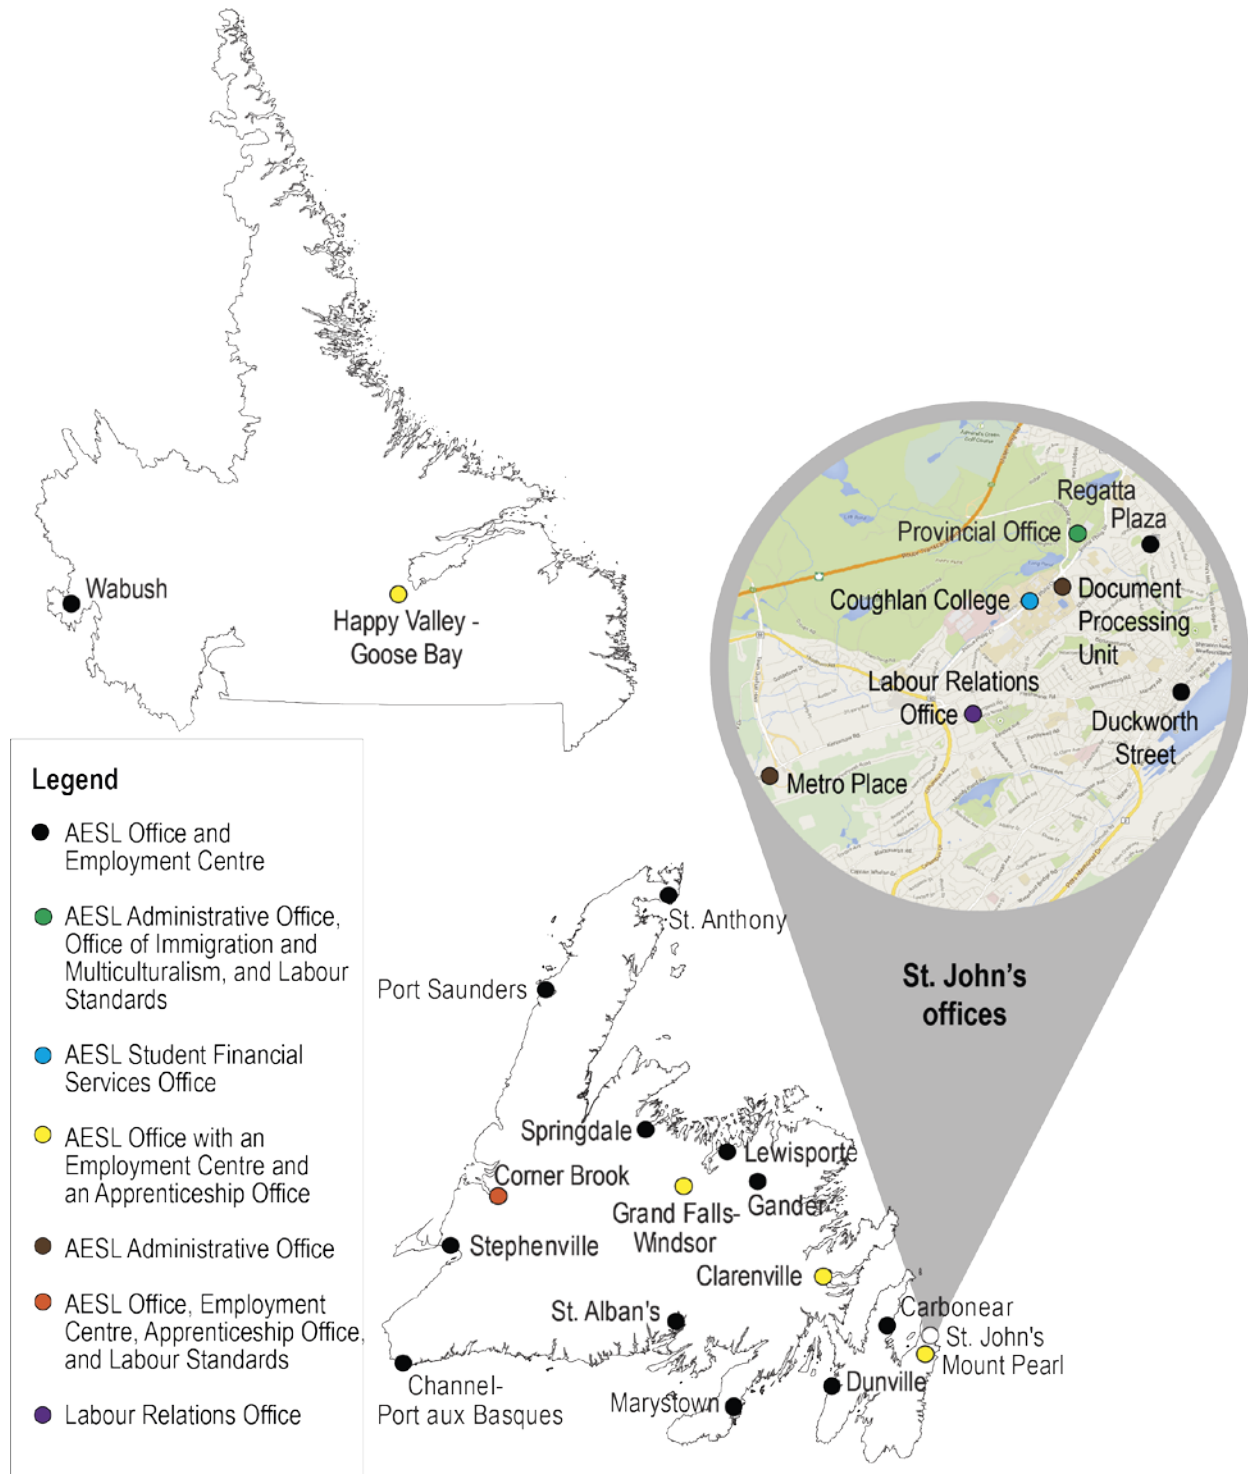 Wabush
Happy Valley -
Goose Bay
Regatta
Plaza
Provincial Office
Coughlan College
Document
Processing
Unit
Labour Relations
Office
Duckworth
Street
Metro Place
St. John's
offices
Legend
AESL Office and
Employment Centre
AESL Administrative Office,
Office of Immigration and
Multiculturalism, and Labour
Standards
AESL Student Financial
Services Office
AESL Office with an
Employment Centre and
an Apprenticeship Office
AESL Administrative Office
AESL Office, Employment
Centre, Apprenticeship Office,
and Labour Standards
Labour Relations Office
St. Anthony
Port Saunders
Springdale
Lewisporte
Corner Brook
Gander
Grand Falls-
Windsor
Stephenville
Clarenville
St. Alban's
Carbonear
St. John's
Mount Pearl
Channel-
Port aux Basques
Marystown
Dunville